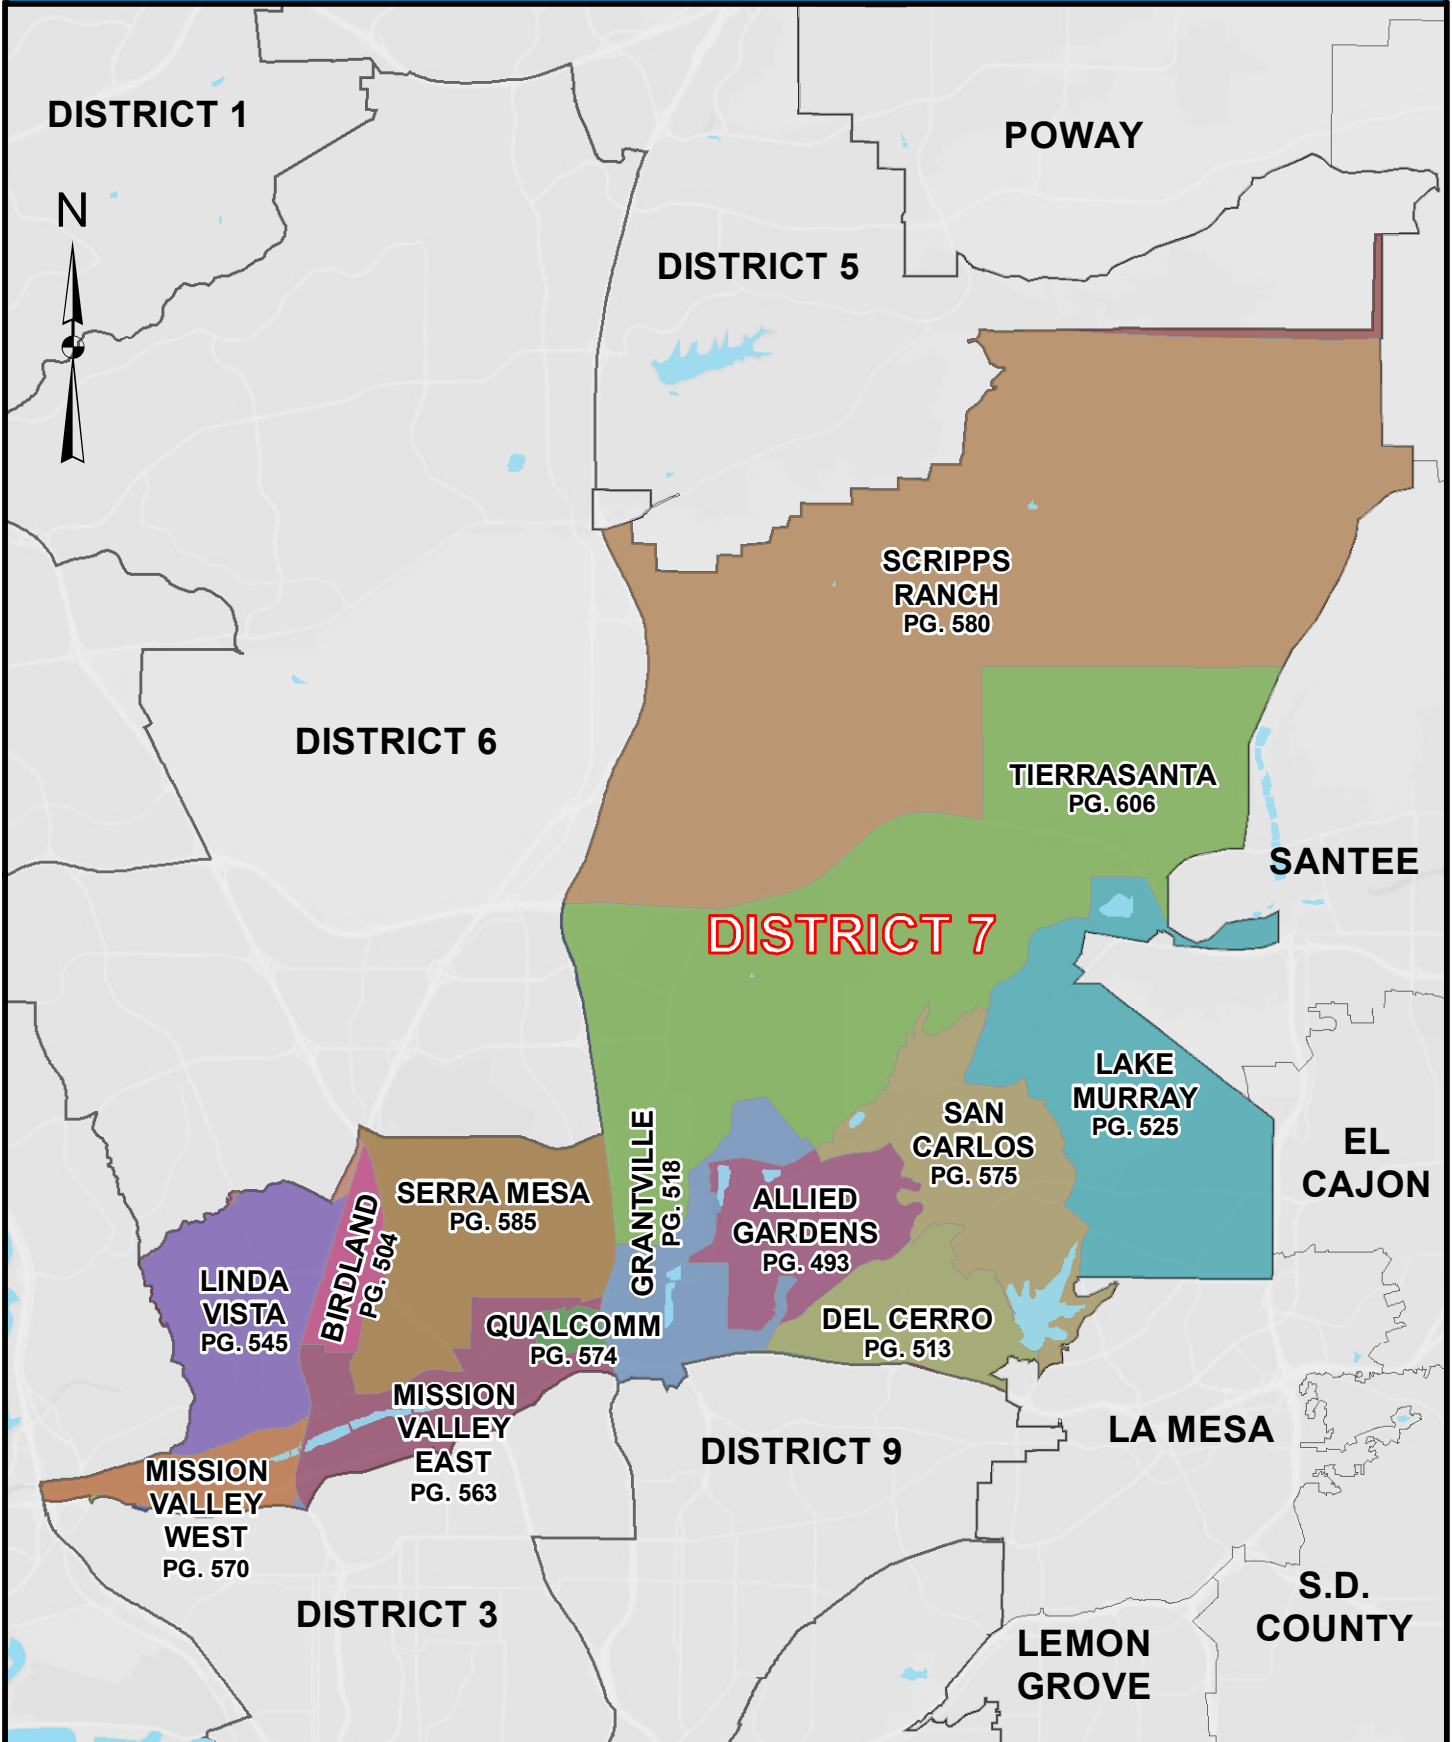 DISTRICT 1
POWAY
N
DISTRICT 5
SCRIPPS
RANCH
PG. 580
DISTRICT 6
TIERRASANTA
PG. 606
SANTEE
DISTRICT 7
LAKE
MURRAY
PG. 525
SAN
CARLOS
PG. 575
EL
CAJON
GRANTVILLE
PG. 518
SERRA MESA
PG. 585
ALLIED
GARDENS
PG. 493
BIRDLAND
PG. 504
LINDA
VISTA
PG. 545
QUALCOMM
PG. 574
DEL CERRO
PG. 513
MISSION
VALLEY
EAST
PG. 563
LA MESA
DISTRICT 9
MISSION
VALLEY
WEST
PG. 570
DISTRICT 3
S.D.
COUNTY
LEMON
GROVE